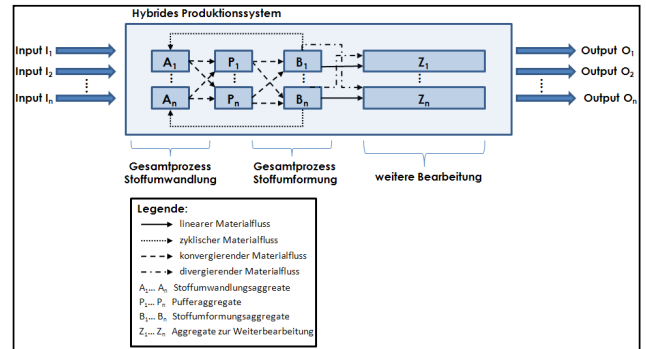 Hybrides Produktionssystem
Input I₁
Input I₂
Input Iₙ
A₁ P₁ B₁ Z₁
Aₙ Pₙ Bₙ Zₙ
Output O₁
Output O₂
Output Oₙ
Gesamtprozess
Stoffumwandlung
Gesamtprozess
Stoffumformung
weitere Bearbeitung
Legende:
linearer Materialfluss
zyklischer Materialfluss
konvergierender Materialfluss
divergierender Materialfluss
A₁... Aₙ Stoffumwandlungsaggreate
P₁... Pₙ Pufferaggregate
B₁... Bₙ Stoffumformungsaggregate
Z₁... Zₙ Aggregate zur Weiterbearbeitung